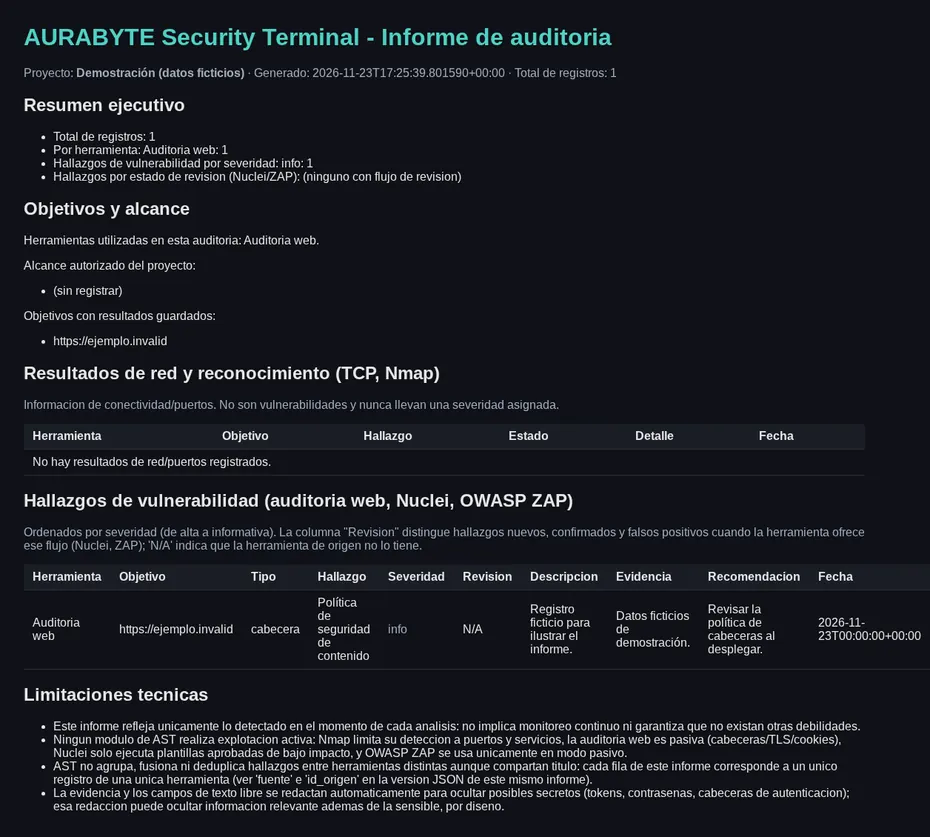 AURABYTE Security Terminal - Informe de auditoria
Proyecto: Demostración (datos ficticios) · Generado: 2026-11-23T17:25:39.801590+00:00 · Total de registros: 1
Resumen ejecutivo
• Total de registros: 1
• Por herramienta: Auditoria web: 1
• Hallazgos de vulnerabilidad por severidad: info: 1
• Hallazgos por estado de revision (Nuclei/ZAP): (ninguno con flujo de revision)
Objetivos y alcance
Herramientas utilizadas en esta auditoria: Auditoria web.
Alcance autorizado del proyecto:
• (sin registrar)
Objetivos con resultados guardados:
• https://ejemplo.invalid
Resultados de red y reconocimiento (TCP, Nmap)
Informacion de conectividad/puertos. No son vulnerabilidades y nunca llevan una severidad asignada.
Herramienta Objetivo Hallazgo Estado Detalle Fecha
No hay resultados de red/puertos registrados.
Hallazgos de vulnerabilidad (auditoria web, Nuclei, OWASP ZAP)
Ordenados por severidad (de alta a informativa). La columna "Revision" distingue hallazgos nuevos, confirmados y falsos positivos cuando la herramienta ofrece
ese flujo (Nuclei, ZAP); 'N/A' indica que la herramienta de origen no lo tiene.
Herramienta Objetivo Tipo Hallazgo Severidad Revision Descripcion Evidencia Recomendacion Fecha
Auditoria
web
https://ejemplo.invalid
cabecera
Política
de
seguridad
de
contenido
info
N/A
Registro
ficticio para
ilustrar el
informe.
Datos ficticios
de
demostración.
Revisar la
política de
cabeceras al
desplegar.
2026-11-
23T00:00:00+00:00
Limitaciones tecnicas
• Este informe refleja unicamente lo detectado en el momento de cada analisis: no implica monitoreo continuo ni garantiza que no existan otras debilidades.
• Ningun modulo de AST realiza explotacion activa: Nmap limita su deteccion a puertos y servicios, la auditoria web es pasiva (cabeceras/TLS/cookies),
Nuclei solo ejecuta plantillas aprobadas de bajo impacto, y OWASP ZAP se usa unicamente en modo pasivo.
• AST no agrupa, fusiona ni deduplica hallazgos entre herramientas distintas aunque compartan titulo: cada fila de este informe corresponde a un unico
registro de una unica herramienta (ver 'fuente' e 'id_origen' en la version JSON de este mismo informe).
• La evidencia y los campos de texto libre se redactan automaticamente para ocultar posibles secretos (tokens, contrasenas, cabeceras de autenticacion);
esa redaccion puede ocultar informacion relevante ademas de la sensible, por diseno.